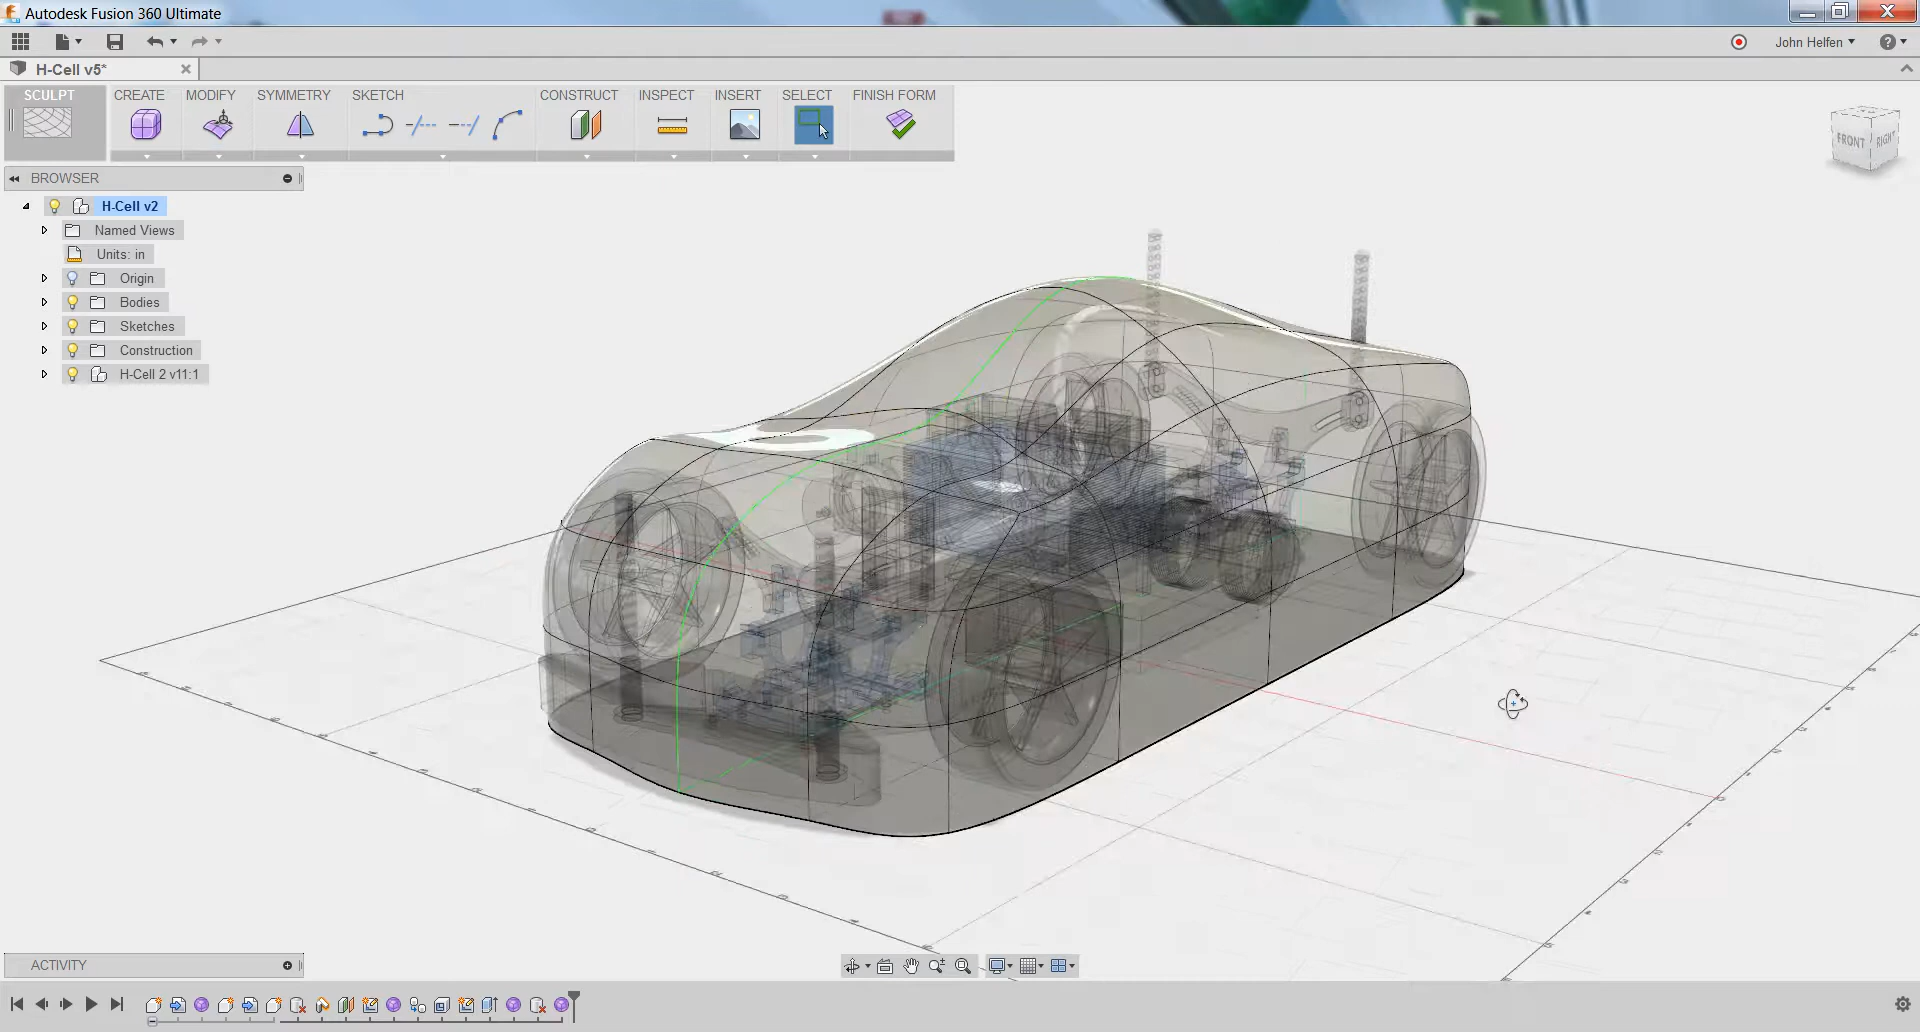 Autodesk Fusion 360 Ultimate
John Helfen
H-Cell v5*
SCULPT CREATE MODIFY SYMMETRY SKETCH CONSTRUCT INSPECT INSERT SELECT FINISH FORM
FRONT RIGHT
BROWSER
H-Cell v2
Named Views
Units: in
Origin
Bodies
Sketches
Construction
H-Cell 2 v11:1
ACTIVITY